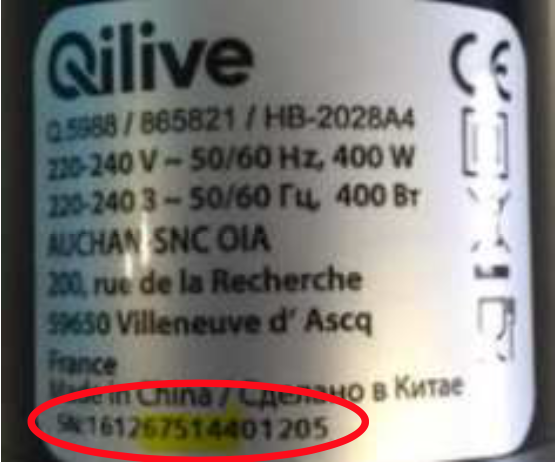 Qilive
Q.5988 / 865821 / HB-2028A4
220-240 V ~ 50/60 Hz, 400 W
220-240 З ~ 50/60 Гц, 400 Вт
AUCHAN SNC OIA
200, rue de la Recherche
59650 Villeneuve d' Ascq
France
Made in China / Сделано в Китае
SN:161267514401205
CE